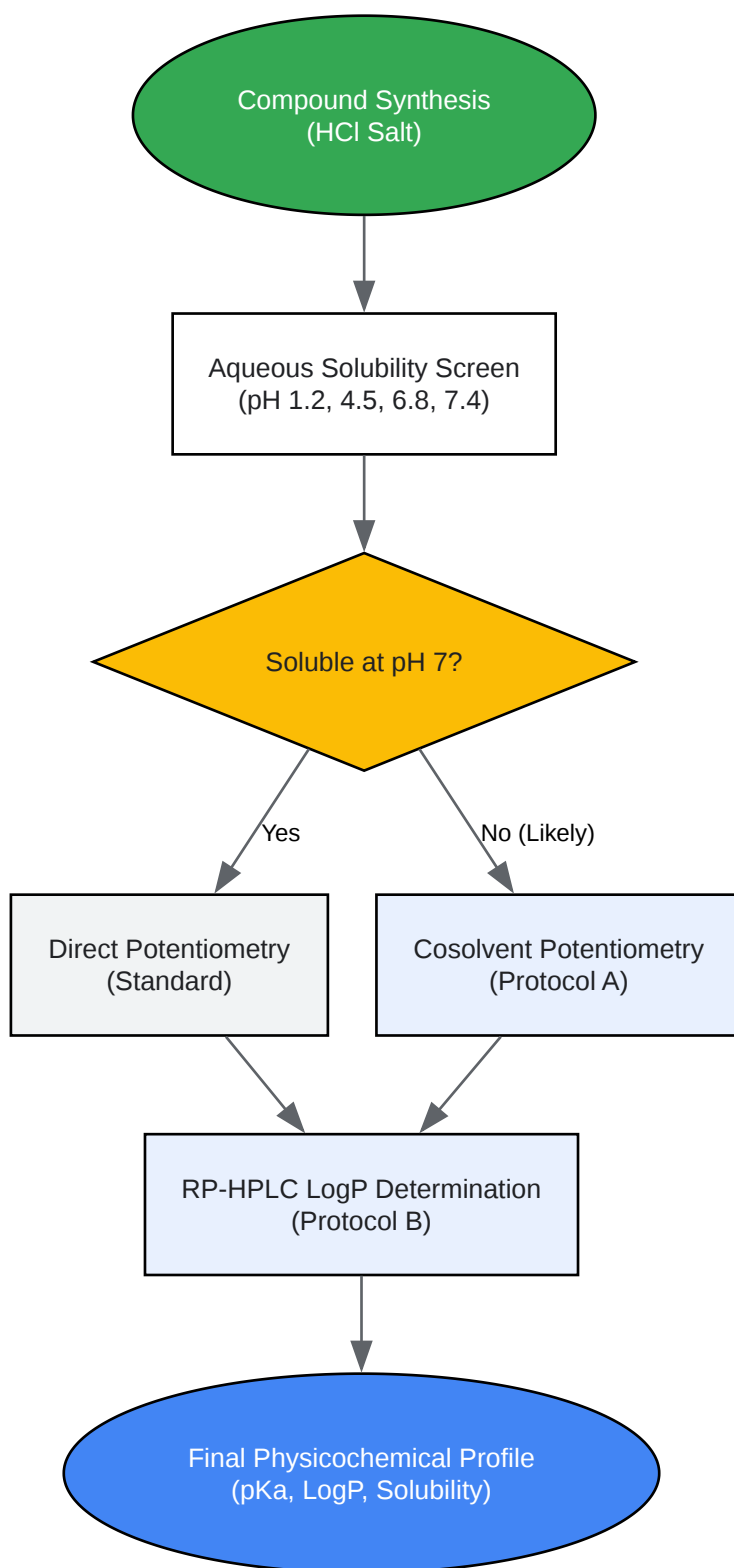 Compound Synthesis
(HCl Salt)
Aqueous Solubility Screen
(pH 1.2, 4.5, 6.8, 7.4)
Soluble at pH 7?
Yes
No (Likely)
Direct Potentiometry
(Standard)
Cosolvent Potentiometry
(Protocol A)
RP-HPLC LogP Determination
(Protocol B)
Final Physicochemical Profile
(pKa, LogP, Solubility)